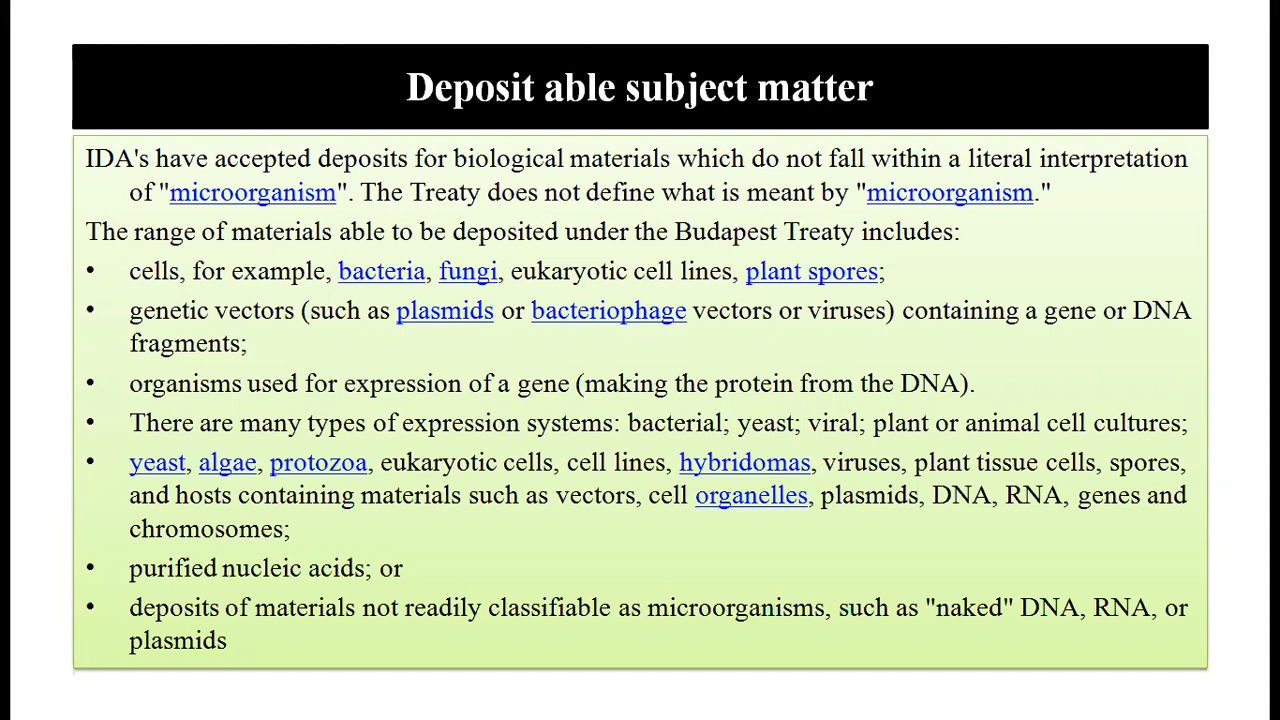 Deposit able subject matter
IDA's have accepted deposits for biological materials which do not fall within a literal interpretation
of "microorganism". The Treaty does not define what is meant by "microorganism."
The range of materials able to be deposited under the Budapest Treaty includes:
• cells, for example, bacteria, fungi, eukaryotic cell lines, plant spores;
• genetic vectors (such as plasmids or bacteriophage vectors or viruses) containing a gene or DNA
fragments;
• organisms used for expression of a gene (making the protein from the DNA).
• There are many types of expression systems: bacterial; yeast; viral; plant or animal cell cultures;
• yeast, algae, protozoa, eukaryotic cells, cell lines, hybridomas, viruses, plant tissue cells, spores,
and hosts containing materials such as vectors, cell organelles, plasmids, DNA, RNA, genes and
chromosomes;
• purified nucleic acids; or
• deposits of materials not readily classifiable as microorganisms, such as "naked" DNA, RNA, or
plasmids